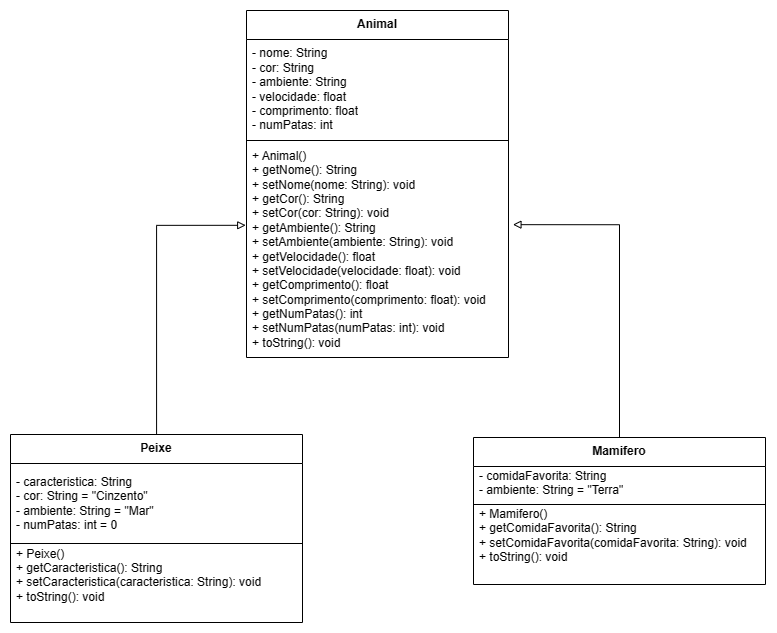 Animal
- nome: String
- cor: String
- ambiente: String
- velocidade: float
- comprimento: float
- numPatas: int
+ Animal()
+ getNome(): String
+ setNome(nome: String): void
+ getCor(): String
+ setCor(cor: String): void
+ getAmbiente(): String
+ setAmbiente(ambiente: String): void
+ getVelocidade(): float
+ setVelocidade(velocidade: float): void
+ getComprimento(): float
+ setComprimento(comprimento: float): void
+ getNumPatas(): int
+ setNumPatas(numPatas: int): void
+ toString(): void
Peixe
- caracteristica: String
- cor: String = "Cinzento"
- ambiente: String = "Mar"
- numPatas: int = 0
+ Peixe()
+ getCaracteristica(): String
+ setCaracteristica(caracteristica: String): void
+ toString(): void
Mamifero
- comidaFavorita: String
- ambiente: String = "Terra"
+ Mamifero()
+ getComidaFavorita(): String
+ setComidaFavorita(comidaFavorita: String): void
+ toString(): void